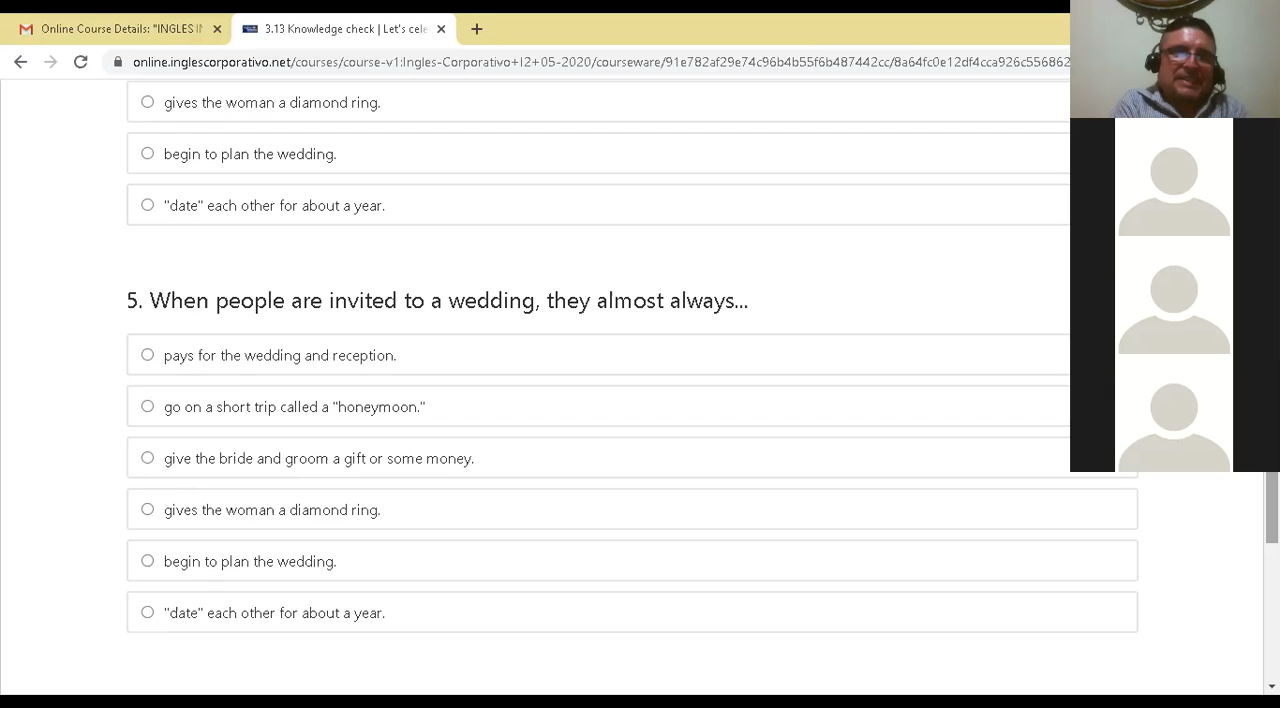 Online Course Details: "INGLES IN
3.13 Knowledge check | Let's cele
online.inglescorporativo.net/courses/course-v1:Ingles-Corporativo+I2+05-2020/courseware/91e782af29e74c96b4b55f6b487442cc/8a64fc0e12df4cca926c556862
gives the woman a diamond ring.
begin to plan the wedding.
"date" each other for about a year.
5. When people are invited to a wedding, they almost always...
pays for the wedding and reception.
go on a short trip called a "honeymoon."
give the bride and groom a gift or some money.
gives the woman a diamond ring.
begin to plan the wedding.
"date" each other for about a year.